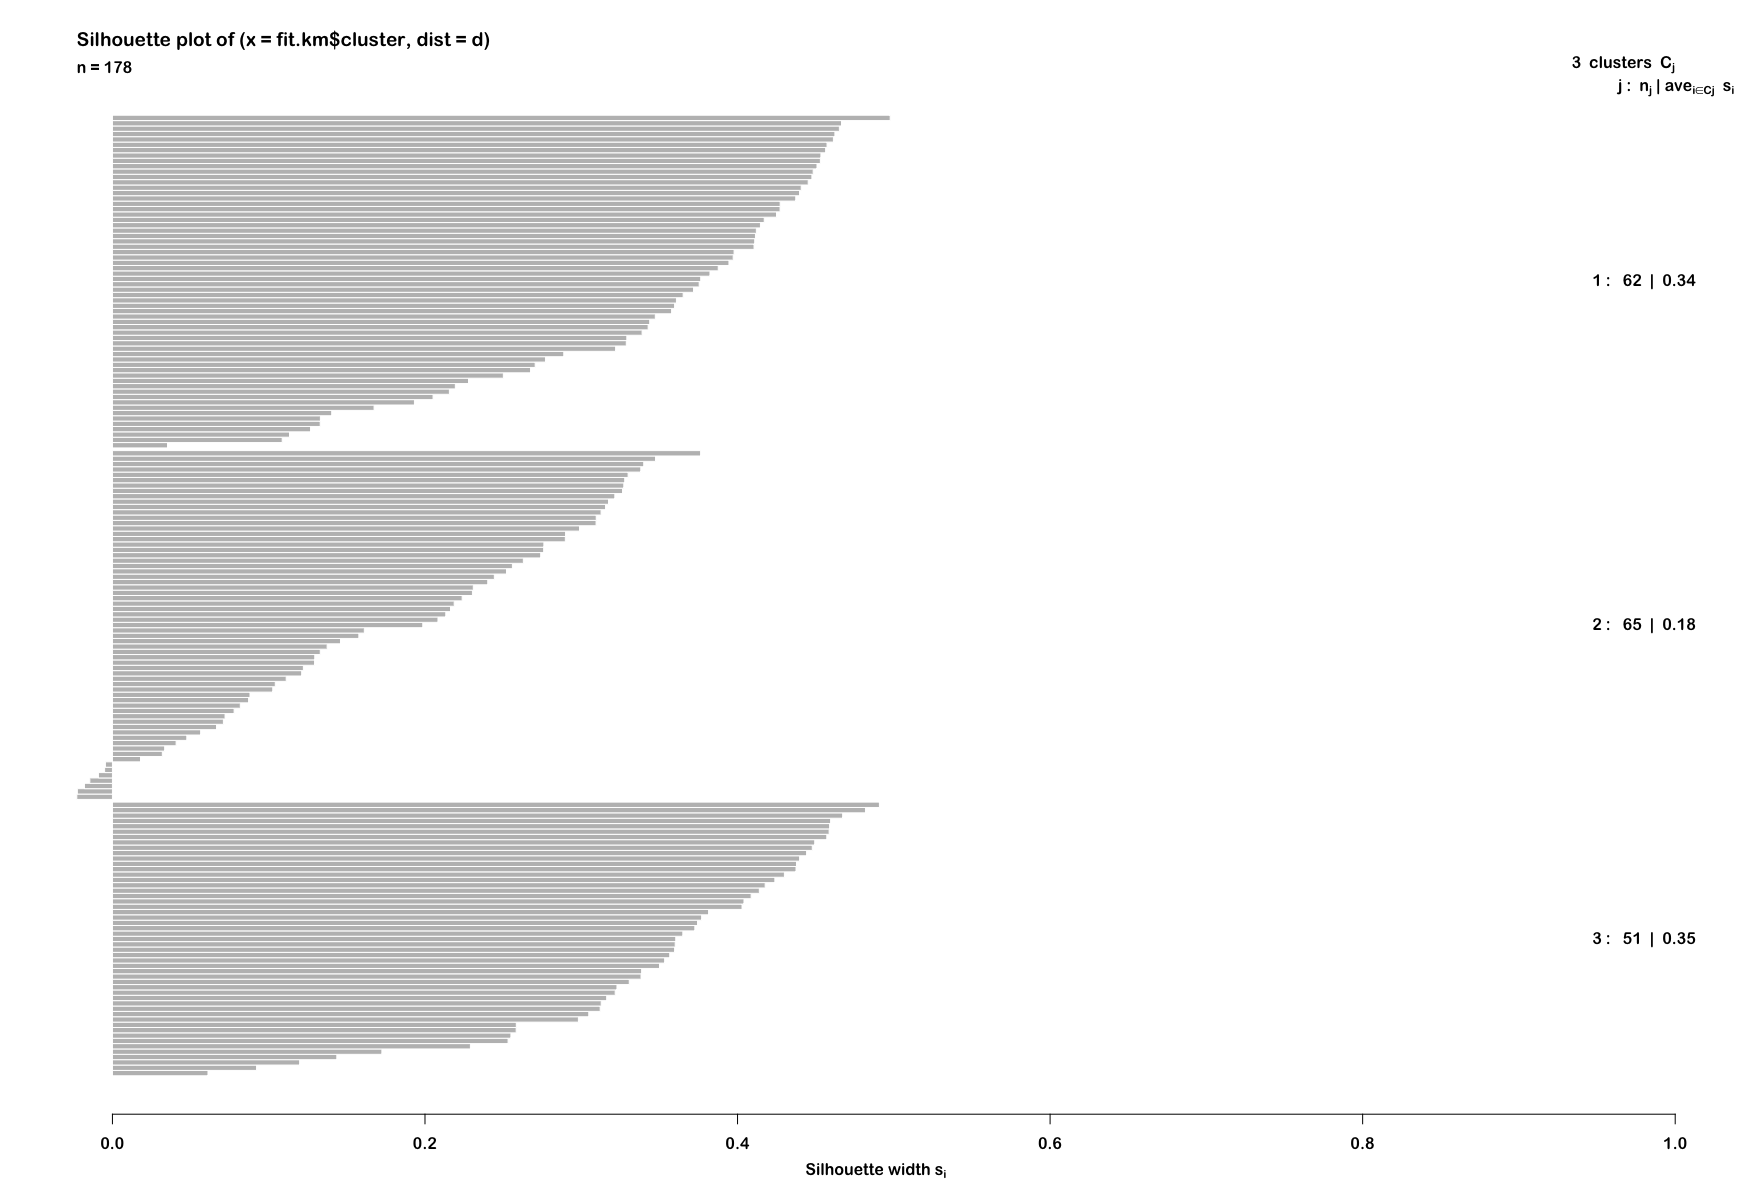 Silhouette plot of (x = fit.km$cluster, dist = d)
n = 178
3 clusters Cj
j : nj | avei∈Cj si
1 : 62 | 0.34
2 : 65 | 0.18
3 : 51 | 0.35
0.0 0.2 0.4 0.6 0.8 1.0
Silhouette width si